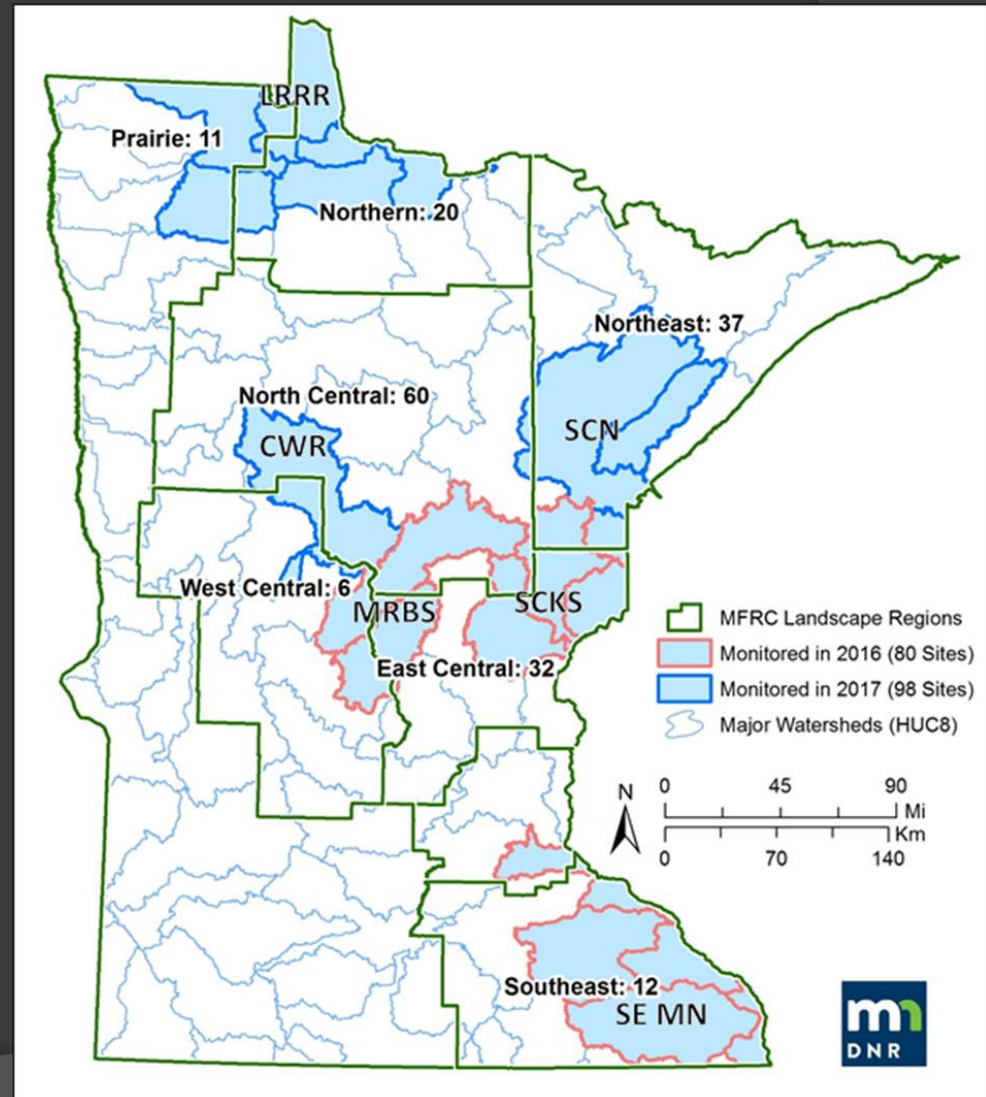 LRRR
Prairie: 11
Northern: 20
Northeast: 37
North Central: 60
CWR
SCN
West Central: 6
MRBS
SCKS
East Central: 32
MFRC Landscape Regions
Monitored in 2016 (80 Sites)
Monitored in 2017 (98 Sites)
Major Watersheds (HUC8)
N
0 45 90
Mi
Km
0 70 140
Southeast: 12
SE MN
mn
DNR